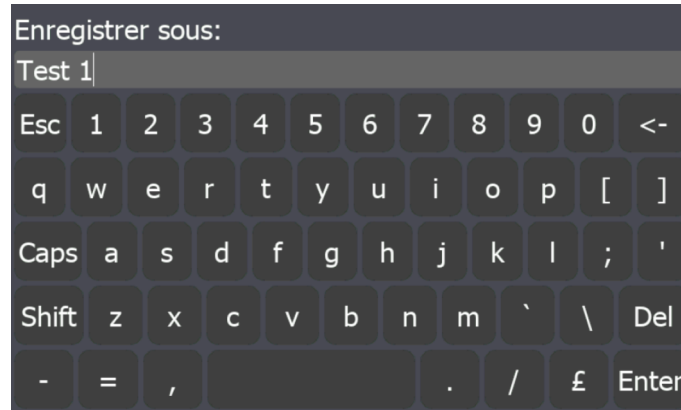 Enregistrer sous:
Test 1
Esc 1 2 3 4 5 6 7 8 9 0 <-
q w e r t y u i o p [ ]
Caps a s d f g h j k l ; '
Shift z x c v b n m ` \ Del
- = , . / £ Enter